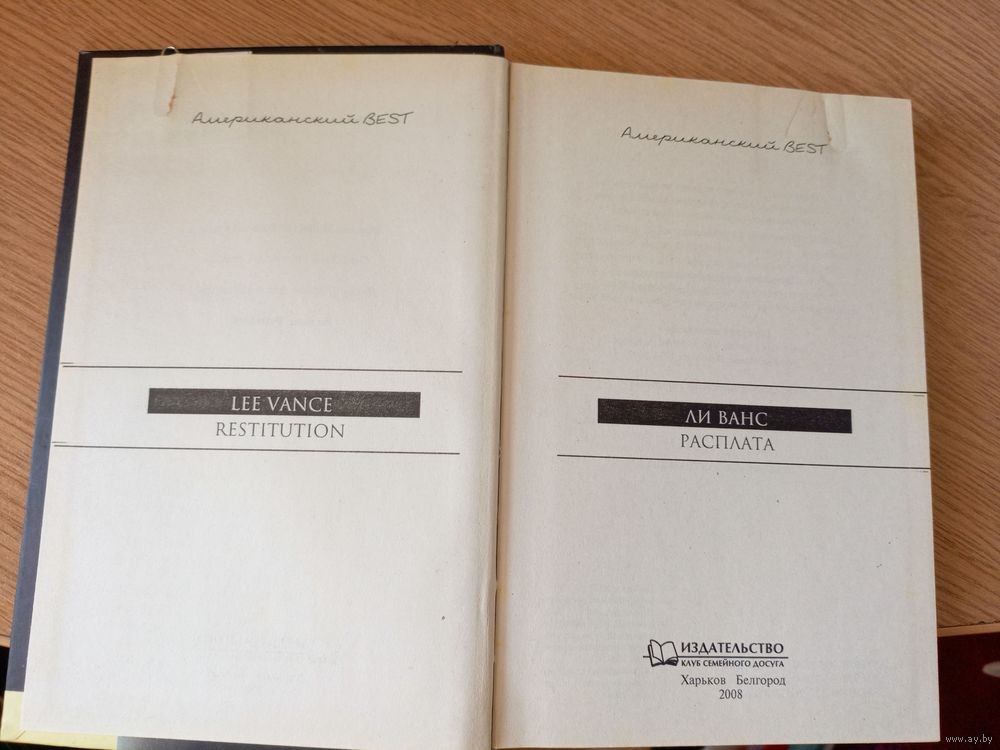 Американский BEST
LEE VANCE
RESTITUTION
Американский BEST
ЛИ ВАНС
РАСПЛАТА
ИЗДАТЕЛЬСТВО
КЛУБ СЕМЕЙНОГО ДОСУГА
Харьков Белгород
2008
www.ay.by